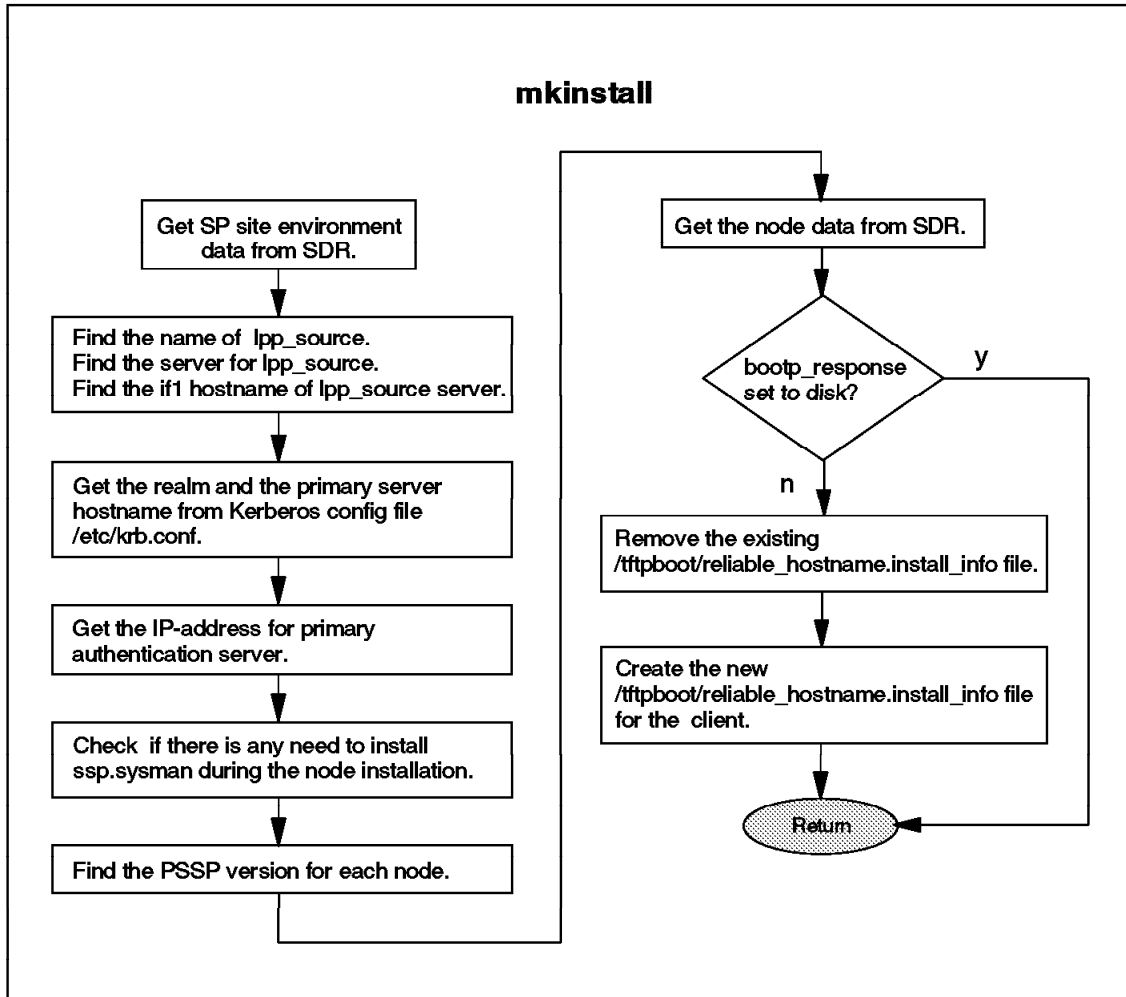 mkinstall
Get SP site environment
data from SDR.
Find the name of lpp_source.
Find the server for lpp_source.
Find the if1 hostname of lpp_source server.
Get the realm and the primary server
hostname from Kerberos config file
/etc/krb.conf.
Get the IP-address for primary
authentication server.
Check if there is any need to install
ssp.sysman during the node installation.
Find the PSSP version for each node.
Get the node data from SDR.
bootp_response
set to disk?
y
n
Remove the existing
/tftpboot/reliable_hostname.install_info file.
Create the new
/tftpboot/reliable_hostname.install_info file
for the client.
Return